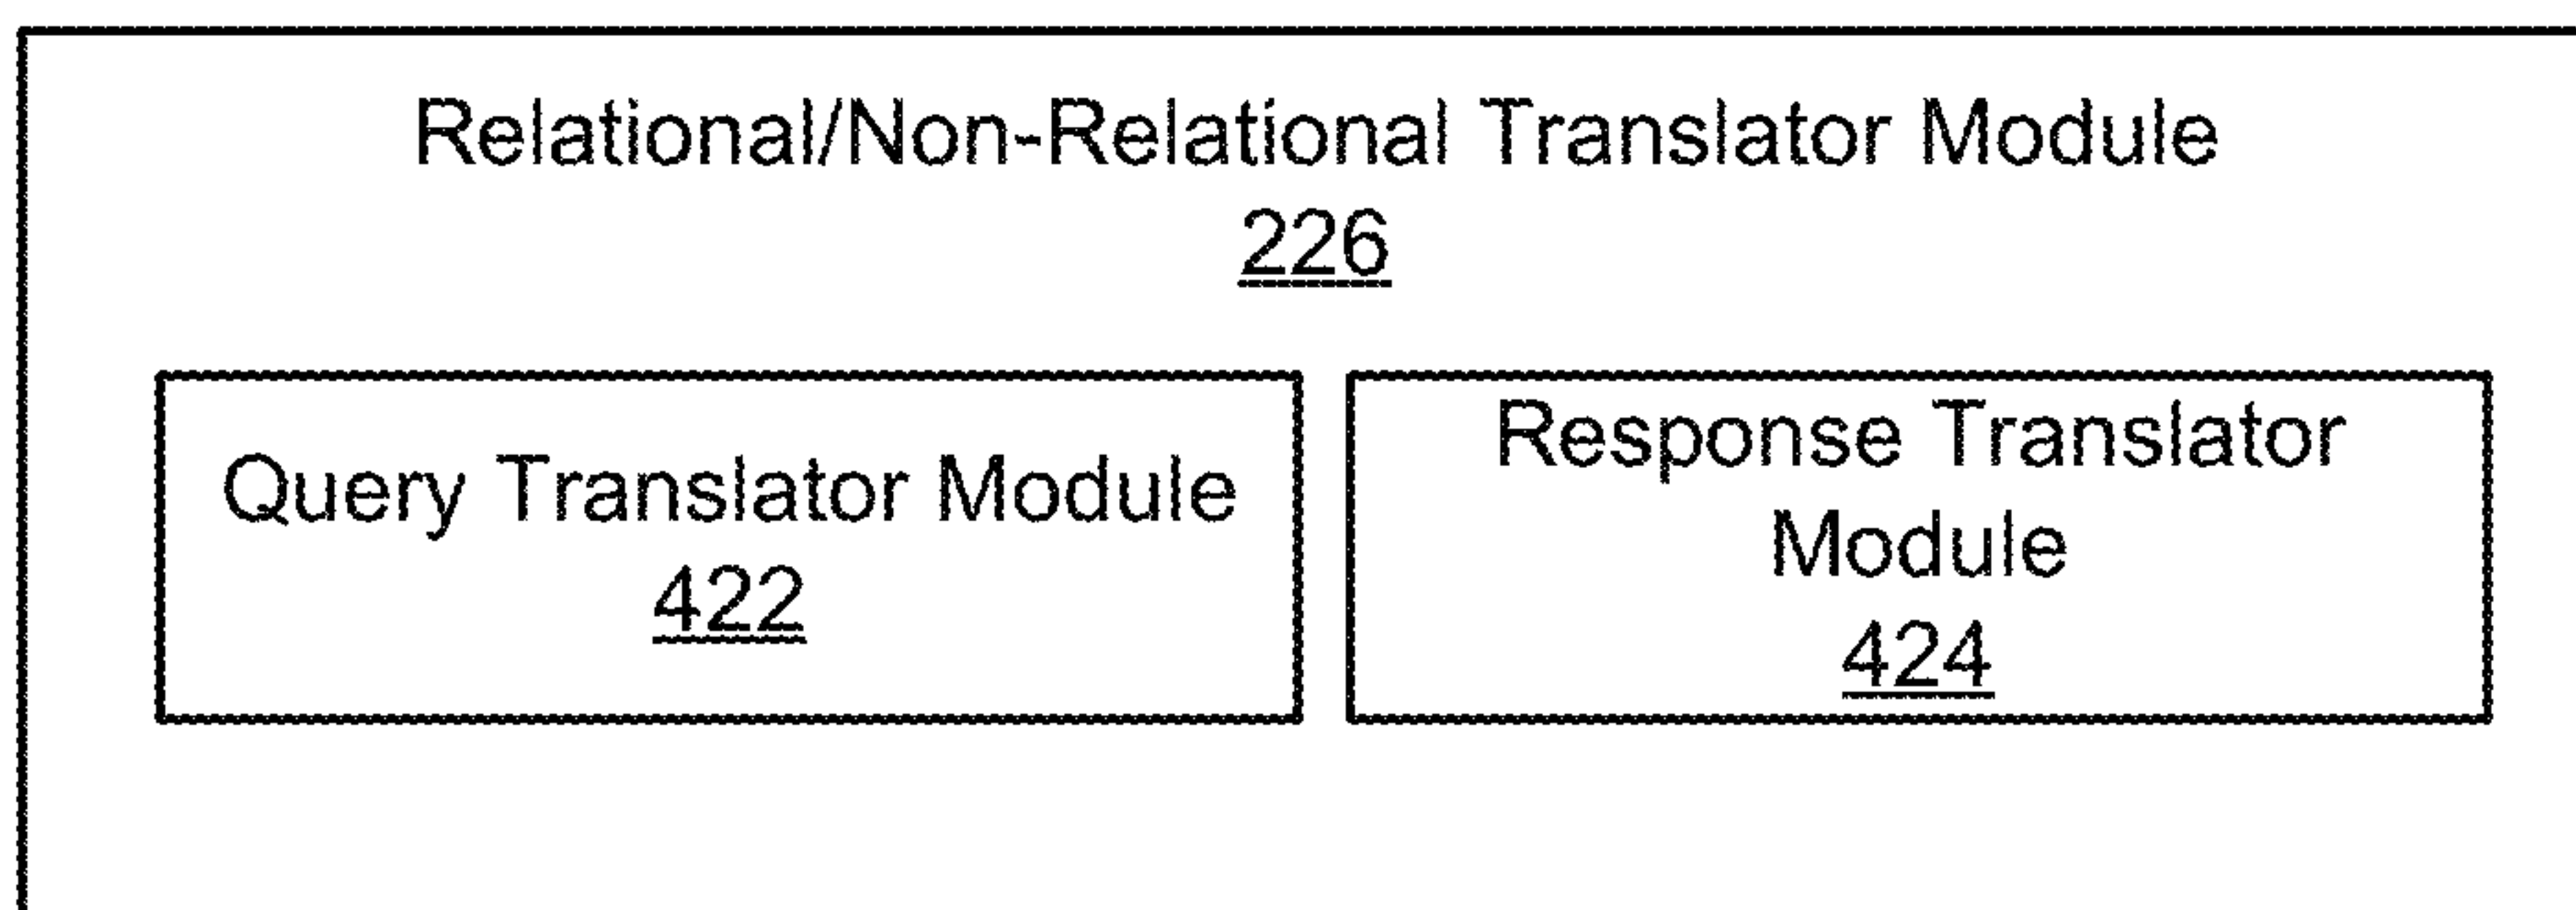 Relational/Non-Relational Translator Module
226
Query Translator Module
422
Response Translator
Module
424